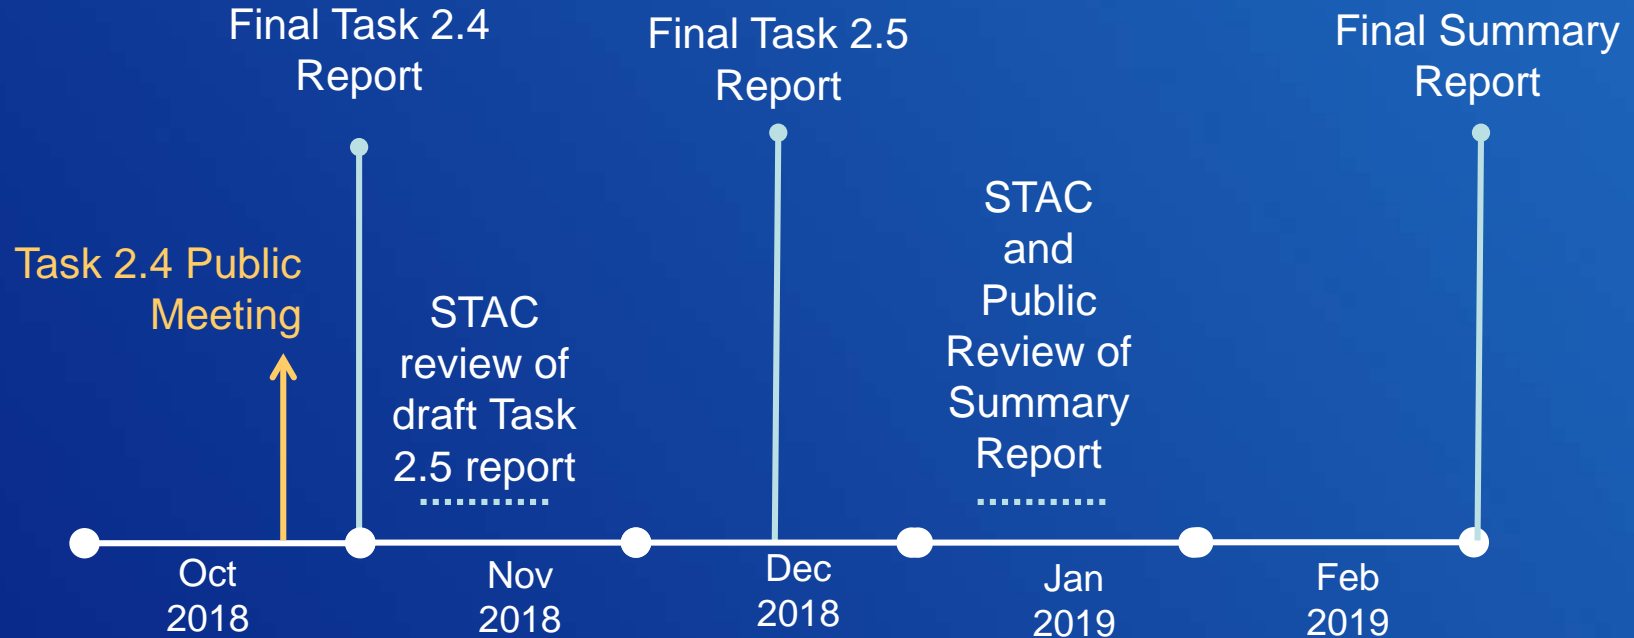 Final Task 2.4
Report
Final Task 2.5
Report
Final Summary
Report
Task 2.4 Public
Meeting
STAC
review of
draft Task
2.5 report
STAC
and
Public
Review of
Summary
Report
Oct
2018
Nov
2018
Dec
2018
Jan
2019
Feb
2019